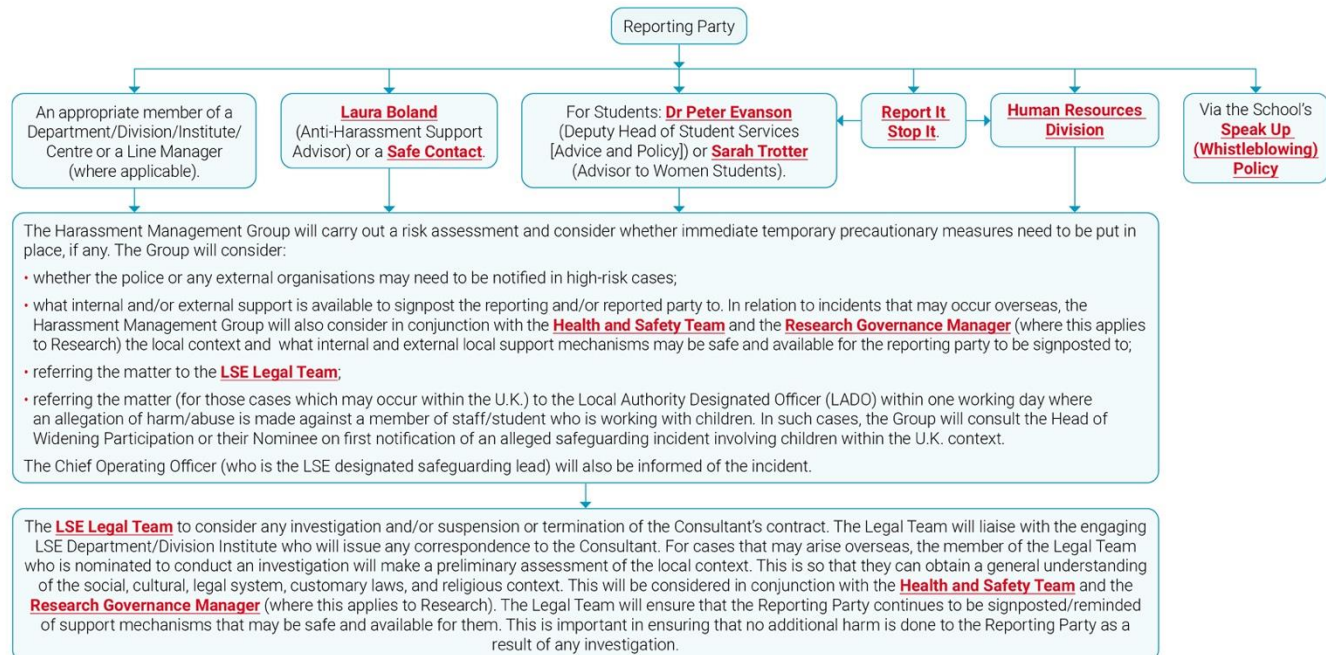 Reporting Party
An appropriate member of a
Department/Division/Institute/
Centre or a Line Manager
(where applicable).
Laura Boland
(Anti-Harassment Support
Advisor) or a Safe Contact.
For Students: Dr Peter Evanson
(Deputy Head of Student Services
[Advice and Policy]) or Sarah Trotter
(Advisor to Women Students).
Report It
Stop It.
Human Resources
Division
Via the School's
Speak Up
(Whistleblowing)
Policy
The Harassment Management Group will carry out a risk assessment and consider whether immediate temporary precautionary measures need to be put in
place, if any. The Group will consider:
• whether the police or any external organisations may need to be notified in high-risk cases;
• what internal and/or external support is available to signpost the reporting and/or reported party to. In relation to incidents that may occur overseas, the
Harassment Management Group will also consider in conjunction with the Health and Safety Team and the Research Governance Manager (where this applies
to Research) the local context and what internal and external local support mechanisms may be safe and available for the reporting party to be signposted to;
• referring the matter to the LSE Legal Team;
• referring the matter (for those cases which may occur within the U.K.) to the Local Authority Designated Officer (LADO) within one working day where
an allegation of harm/abuse is made against a member of staff/student who is working with children. In such cases, the Group will consult the Head of
Widening Participation or their Nominee on first notification of an alleged safeguarding incident involving children within the U.K. context.
The Chief Operating Officer (who is the LSE designated safeguarding lead) will also be informed of the incident.
The LSE Legal Team to consider any investigation and/or suspension or termination of the Consultant's contract. The Legal Team will liaise with the engaging
LSE Department/Division Institute who will issue any correspondence to the Consultant. For cases that may arise overseas, the member of the Legal Team
who is nominated to conduct an investigation will make a preliminary assessment of the local context. This is so that they can obtain a general understanding
of the social, cultural, legal system, customary laws, and religious context. This will be considered in conjunction with the Health and Safety Team and the
Research Governance Manager (where this applies to Research). The Legal Team will ensure that the Reporting Party continues to be signposted/reminded
of support mechanisms that may be safe and available for them. This is important in ensuring that no additional harm is done to the Reporting Party as a
result of any investigation.